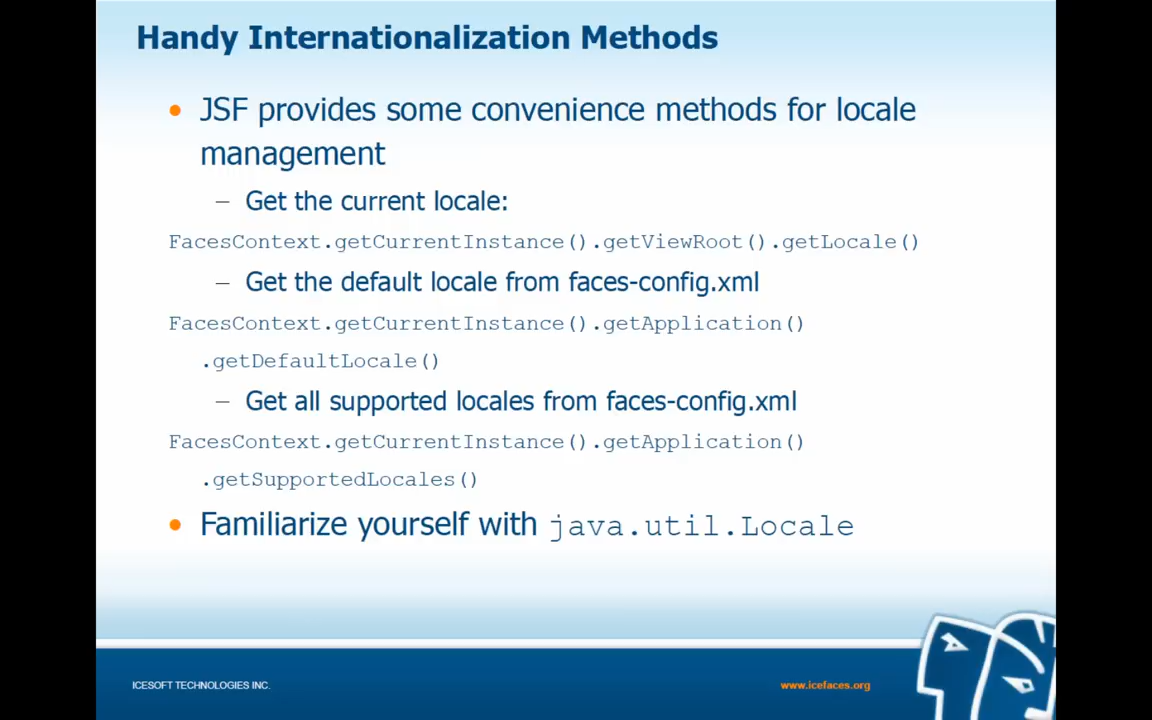 Handy Internationalization Methods
• JSF provides some convenience methods for locale
management
– Get the current locale:
FacesContext.getCurrentInstance().getViewRoot().getLocale()
– Get the default locale from faces-config.xml
FacesContext.getCurrentInstance().getApplication()
.getDefaultLocale()
– Get all supported locales from faces-config.xml
FacesContext.getCurrentInstance().getApplication()
.getSupportedLocales()
• Familiarize yourself with java.util.Locale
ICESOFT TECHNOLOGIES INC.
www.icefaces.org